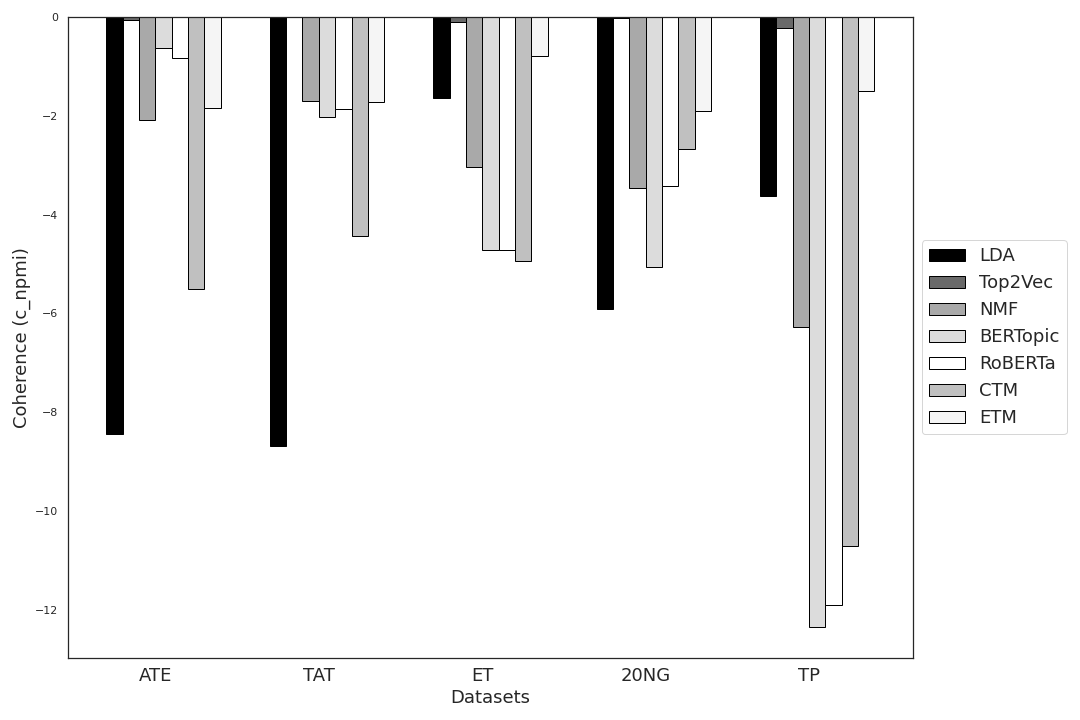 0
−2
−4
−6
−8
−10
−12
Coherence (c_npmi)
ATE TAT ET 20NG TP
Datasets
LDA
Top2Vec
NMF
BERTopic
RoBERTa
CTM
ETM